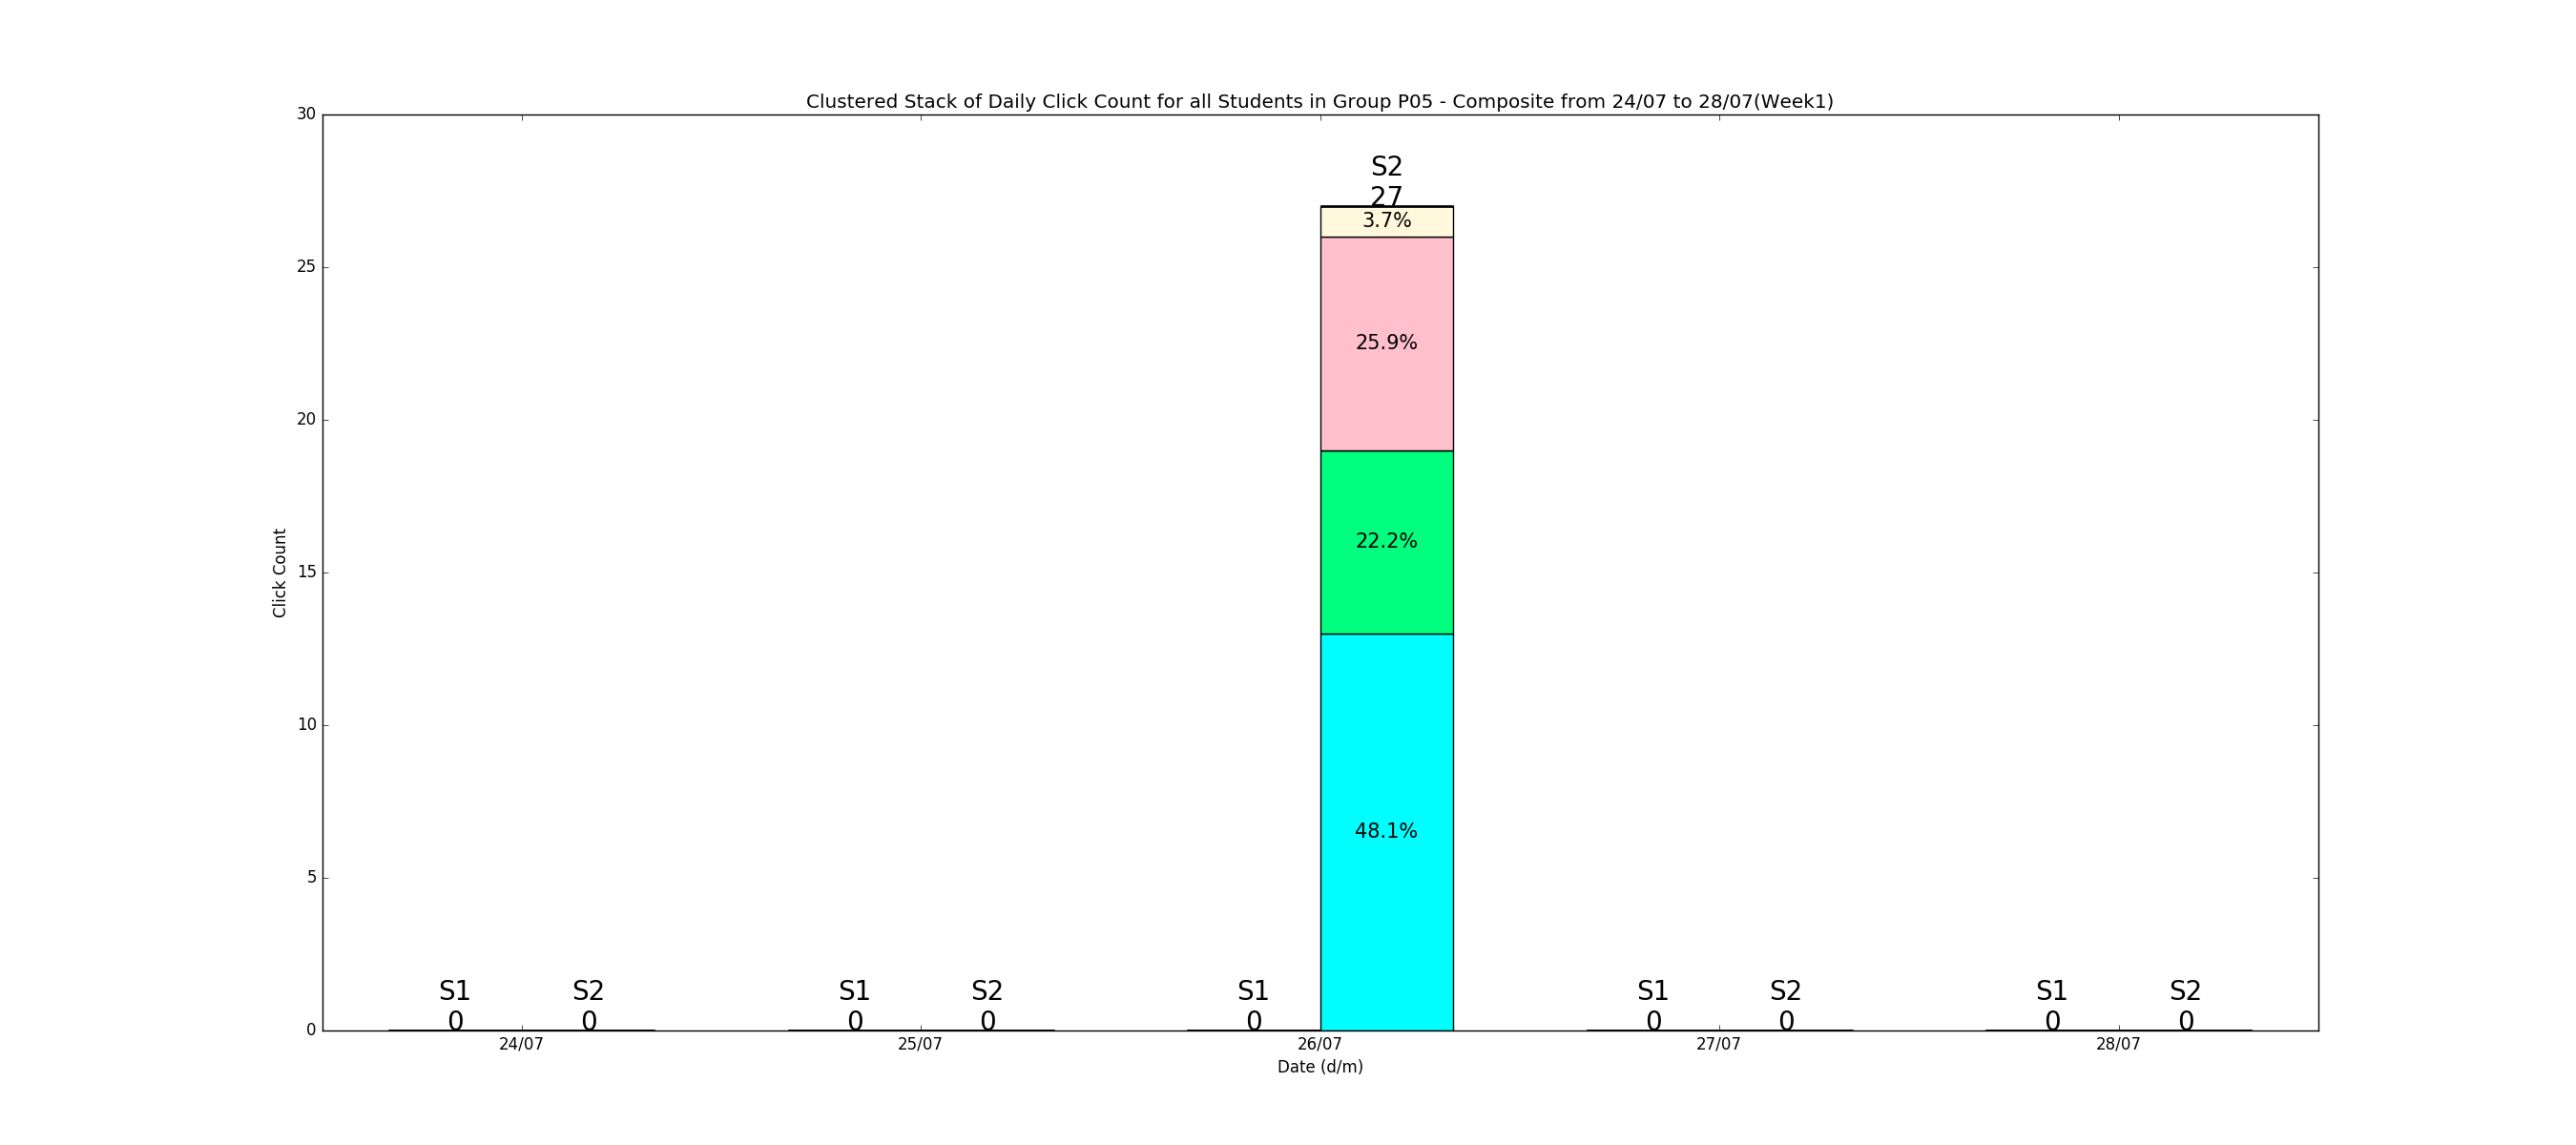 Clustered Stack of Daily Click Count for all Students in Group P05 - Composite from 24/07 to 28/07(Week1)
30
25
20
15
10
5
0
Click Count
S2
27
3.7%
25.9%
22.2%
48.1%
S1 S2 S1 S2 S1 S1 S2 S1 S2
0 0 0 0 0 0 0 0 0
24/07 25/07 26/07 27/07 28/07
Date (d/m)